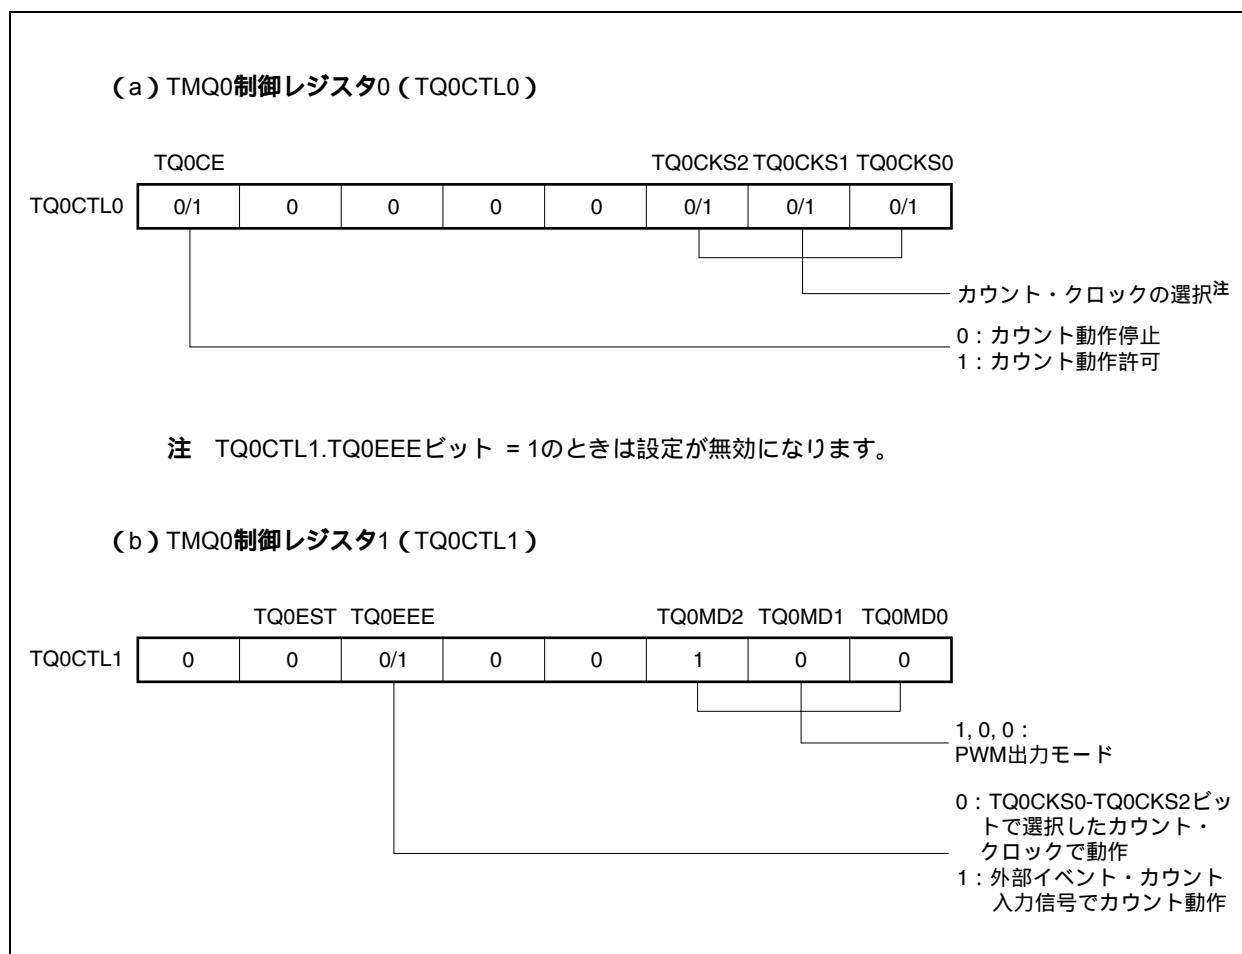 （a）TMQ0制御レジスタ0（TQ0CTL0）
TQ0CE TQ0CKS2 TQ0CKS1 TQ0CKS0
TQ0CTL0 0/1 0 0 0 0 0/1 0/1 0/1
カウント・クロックの選択注
0：カウント動作停止
1：カウント動作許可
注 TQ0CTL1.TQ0EEEビット = 1のときは設定が無効になります。
（b）TMQ0制御レジスタ1（TQ0CTL1）
TQ0EST TQ0EEE TQ0MD2 TQ0MD1 TQ0MD0
TQ0CTL1 0 0 0/1 0 0 1 0 0
1, 0, 0：
PWM出力モード
0：TQ0CKS0-TQ0CKS2ビッ
トで選択したカウント・
クロックで動作
1：外部イベント・カウント
入力信号でカウント動作